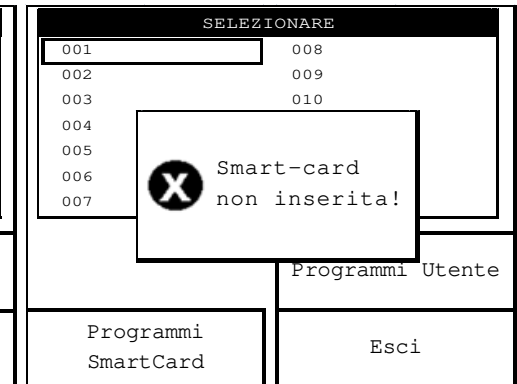 SELEZIONARE
001
002
003
004
005
006
007
008
009
010
X
Smart-card
non inserita!
Programmi Utente
Programmi
SmartCard
Esci